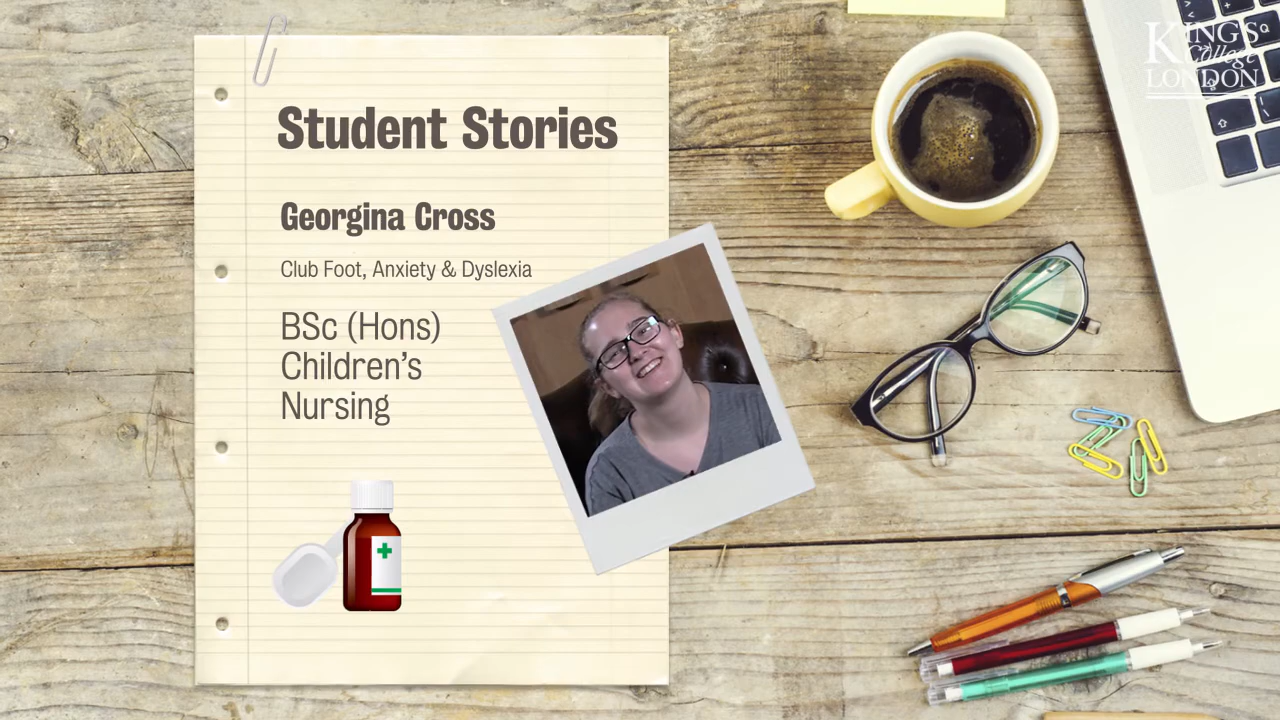 Student Stories
Georgina Cross
Club Foot, Anxiety & Dyslexia
BSc (Hons)
Children’s
Nursing
KING'S
College
LONDON